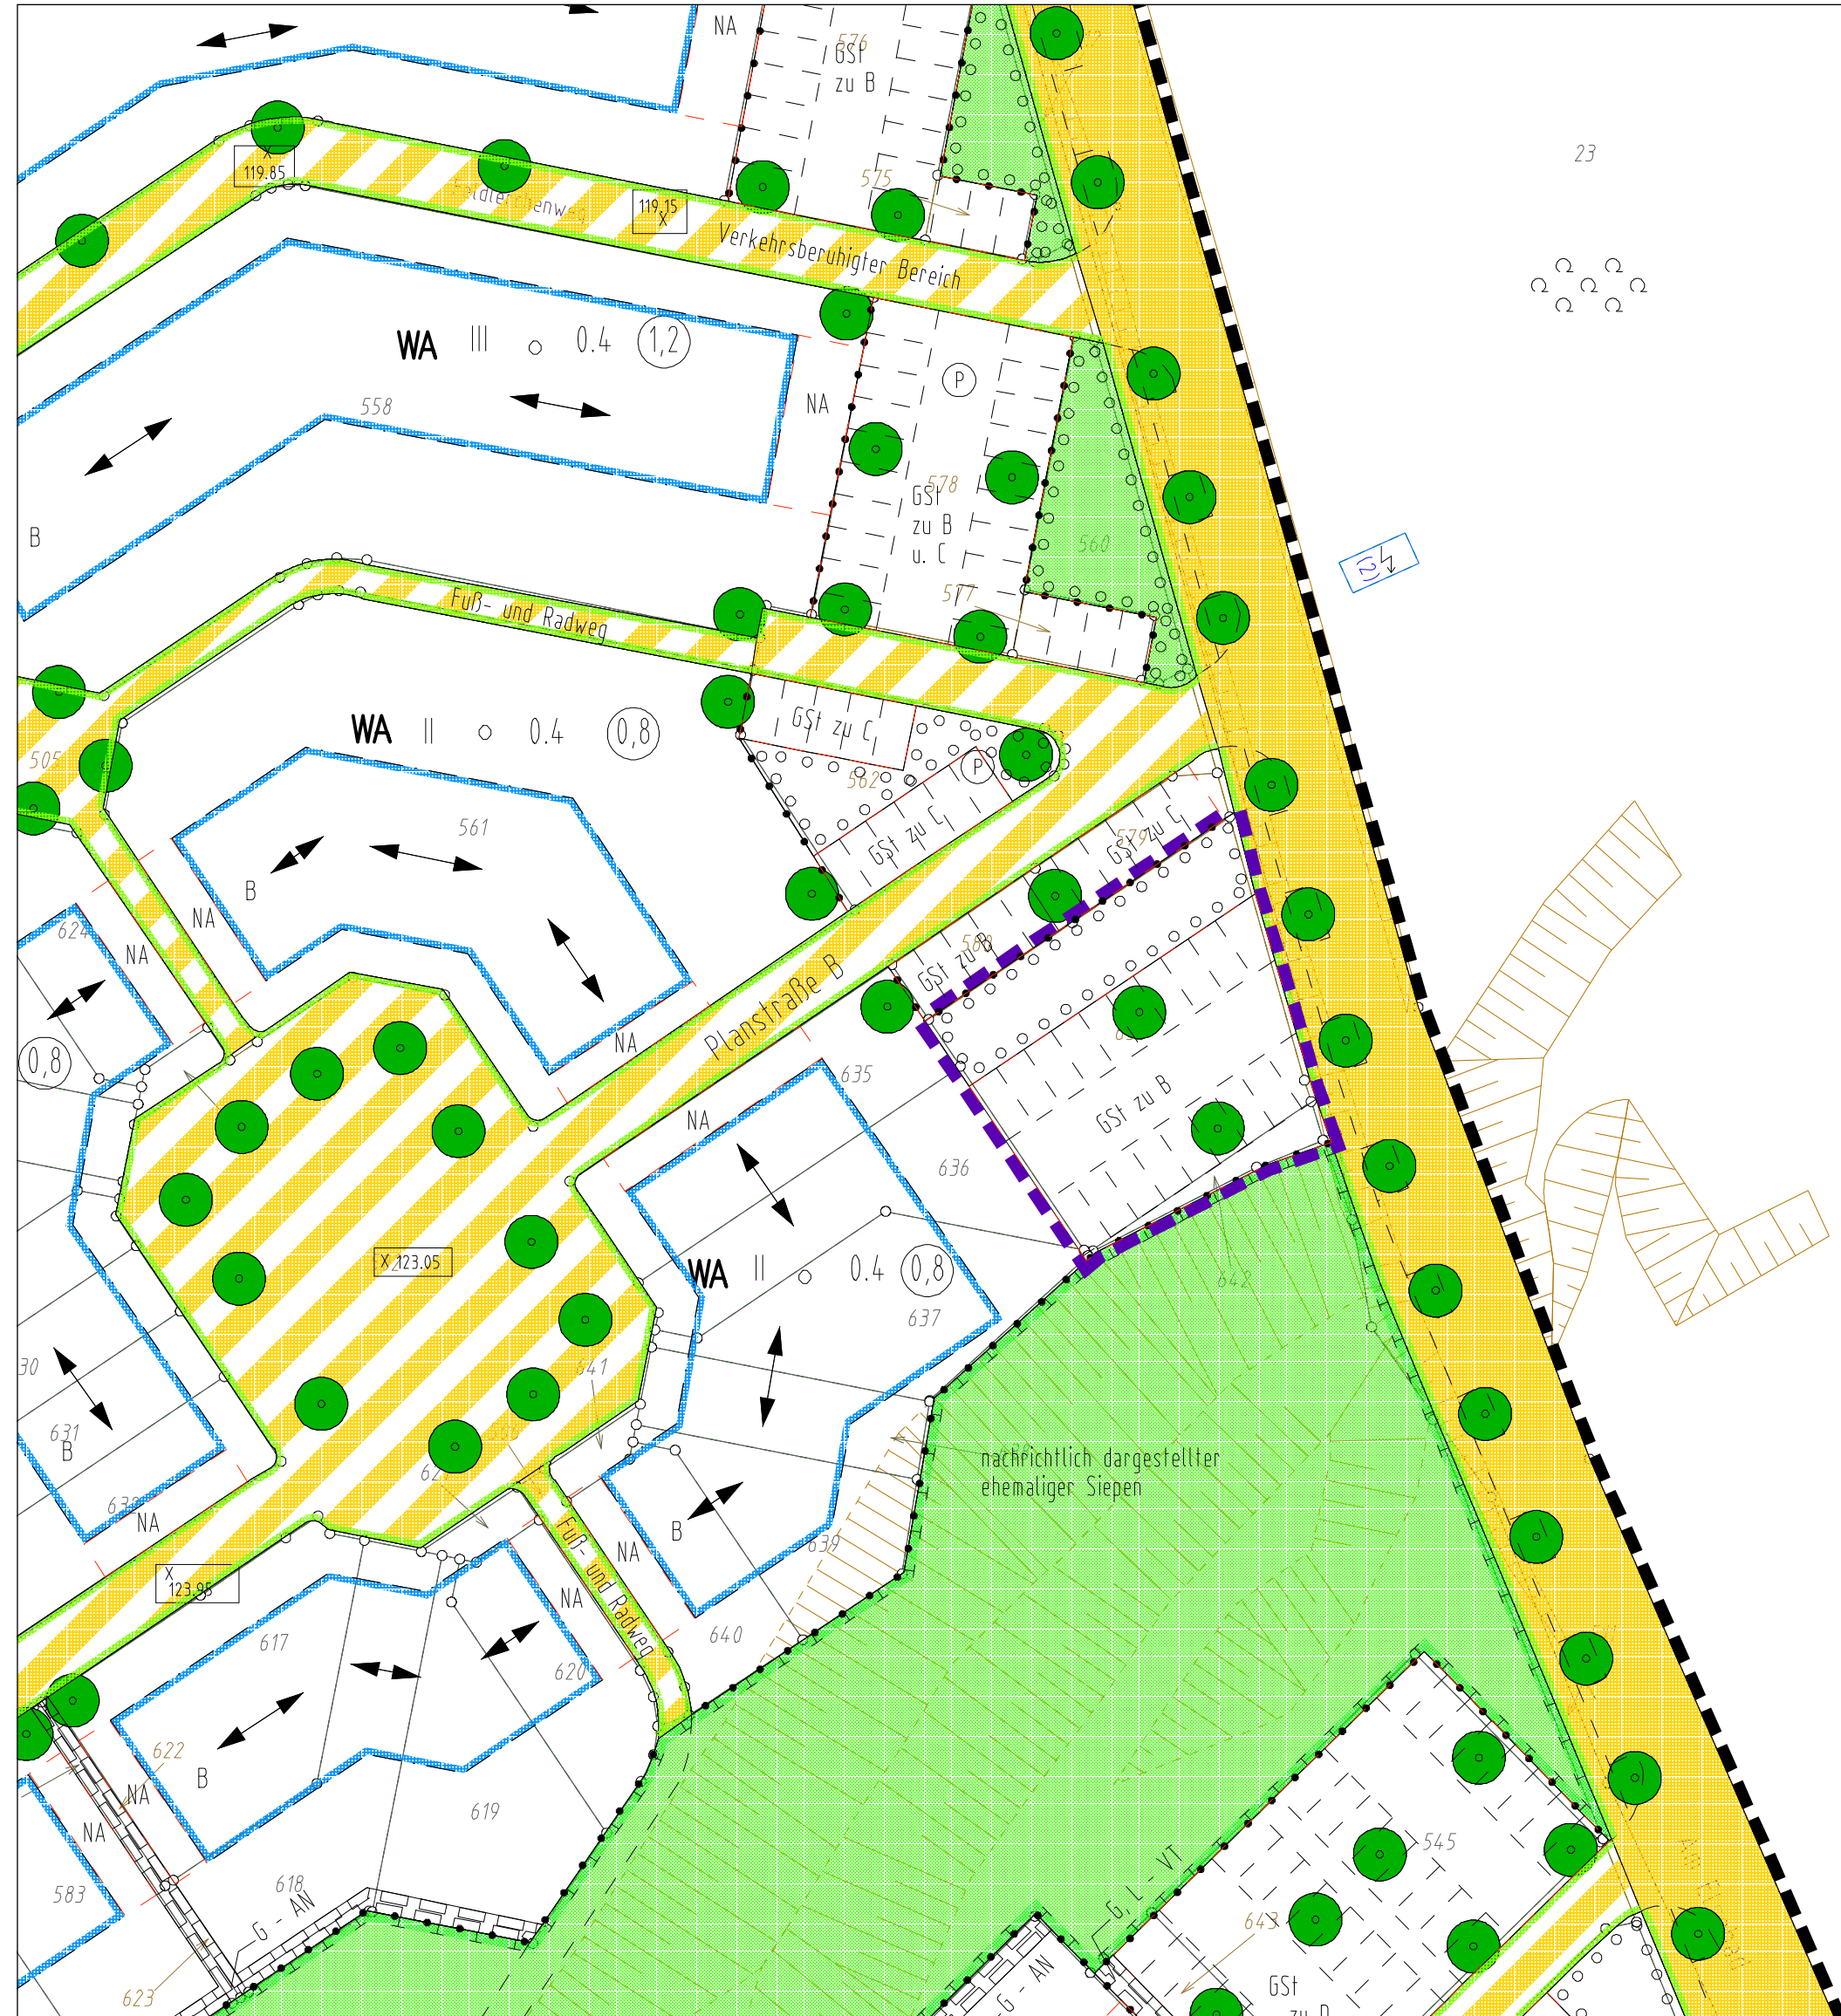 NA
576
GSt
zu B
23
119.85
575
Feldlerchenweg
119.15
X
Verkehrsberuhigter Bereich
WA III o 0.4 1,2
558
NA
P
578
GSt
zu B
u. C
B
560
(2)
577
Fuß- und Radweg
WA II o 0.4 0,8
GSt zu C
505
562
P
561
GSt zu C
579
GSt zu C
B
NA
624
NA
588
GSt zu B
Planstraße B
NA
0,8
635
GSt zu B
NA
636
X 123.05
WA II o 0.4 0,8
642
637
30
641
631
B
nachrichtlich dargestellter
ehemaliger Siepen
NA
B
639
NA
Fuß- und Radweg
X
123.95
NA
617
640
620
622
B
NA
619
NA
545
583
618
G - AN
G, L - VT
643
623
G - AN
GSt
zu B